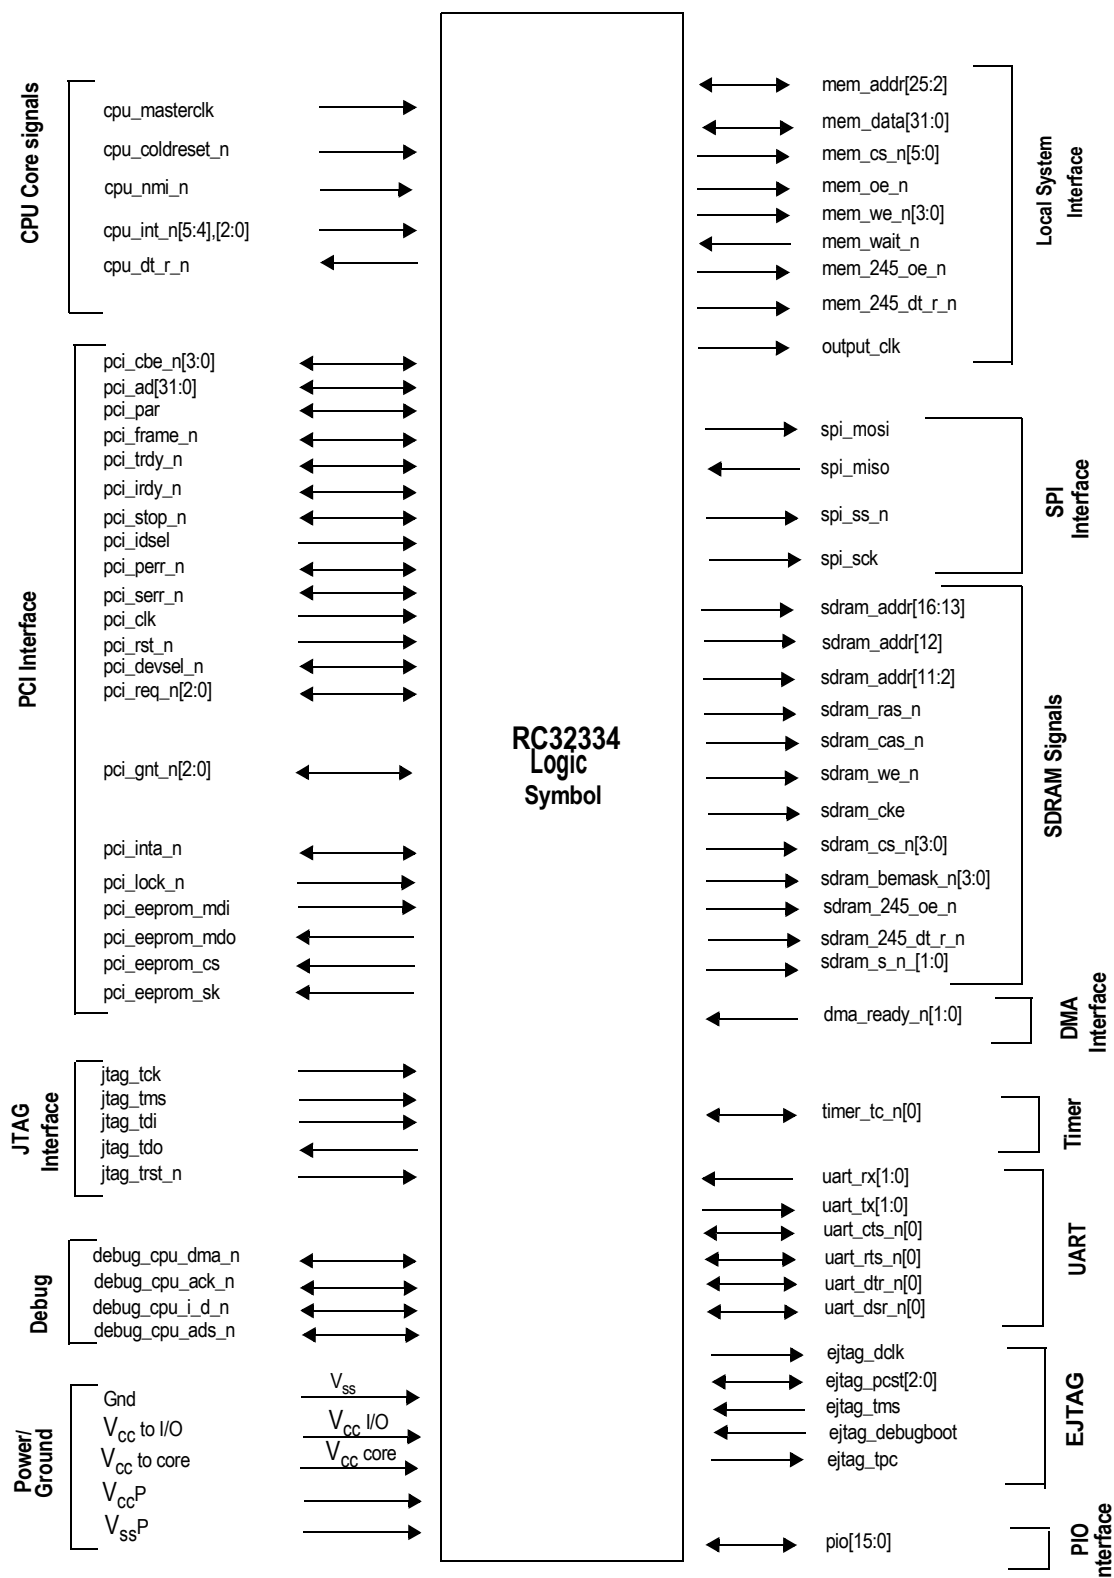 CPU Core signals
cpu_masterclk
cpu_coldreset_n
cpu_nmi_n
cpu_int_n[5:4],[2:0]
cpu_dt_r_n
PCI Interface
pci_cbe_n[3:0]
pci_ad[31:0]
pci_par
pci_frame_n
pci_trdy_n
pci_irdy_n
pci_stop_n
pci_idsel
pci_perr_n
pci_serr_n
pci_clk
pci_rst_n
pci_devsel_n
pci_req_n[2:0]
pci_gnt_n[2:0]
pci_inta_n
pci_lock_n
pci_eeprom_mdi
pci_eeprom_mdo
pci_eeprom_cs
pci_eeprom_sk
JTAG
Interface
jtag_tck
jtag_tms
jtag_tdi
jtag_tdo
jtag_trst_n
Debug
debug_cpu_dma_n
debug_cpu_ack_n
debug_cpu_i_d_n
debug_cpu_ads_n
Power/
Ground
Gnd
Vss
Vcc to I/O
Vcc I/O
Vcc to core
Vcc core
VccP
VssP
RC32334
Logic
Symbol
mem_addr[25:2]
mem_data[31:0]
mem_cs_n[5:0]
mem_oe_n
mem_we_n[3:0]
mem_wait_n
mem_245_oe_n
mem_245_dt_r_n
output_clk
Local System
Interface
spi_mosi
spi_miso
spi_ss_n
spi_sck
SPI
Interface
sdram_addr[16:13]
sdram_addr[12]
sdram_addr[11:2]
sdram_ras_n
sdram_cas_n
sdram_we_n
sdram_cke
sdram_cs_n[3:0]
sdram_bemask_n[3:0]
sdram_245_oe_n
sdram_245_dt_r_n
sdram_s_n_[1:0]
SDRAM Signals
dma_ready_n[1:0]
DMA
Interface
timer_tc_n[0]
Timer
uart_rx[1:0]
uart_tx[1:0]
uart_cts_n[0]
uart_rts_n[0]
uart_dtr_n[0]
uart_dsr_n[0]
UART
ejtag_dclk
ejtag_pcst[2:0]
ejtag_tms
ejtag_debugboot
ejtag_tpc
EJTAG
pio[15:0]
PIO
nterface